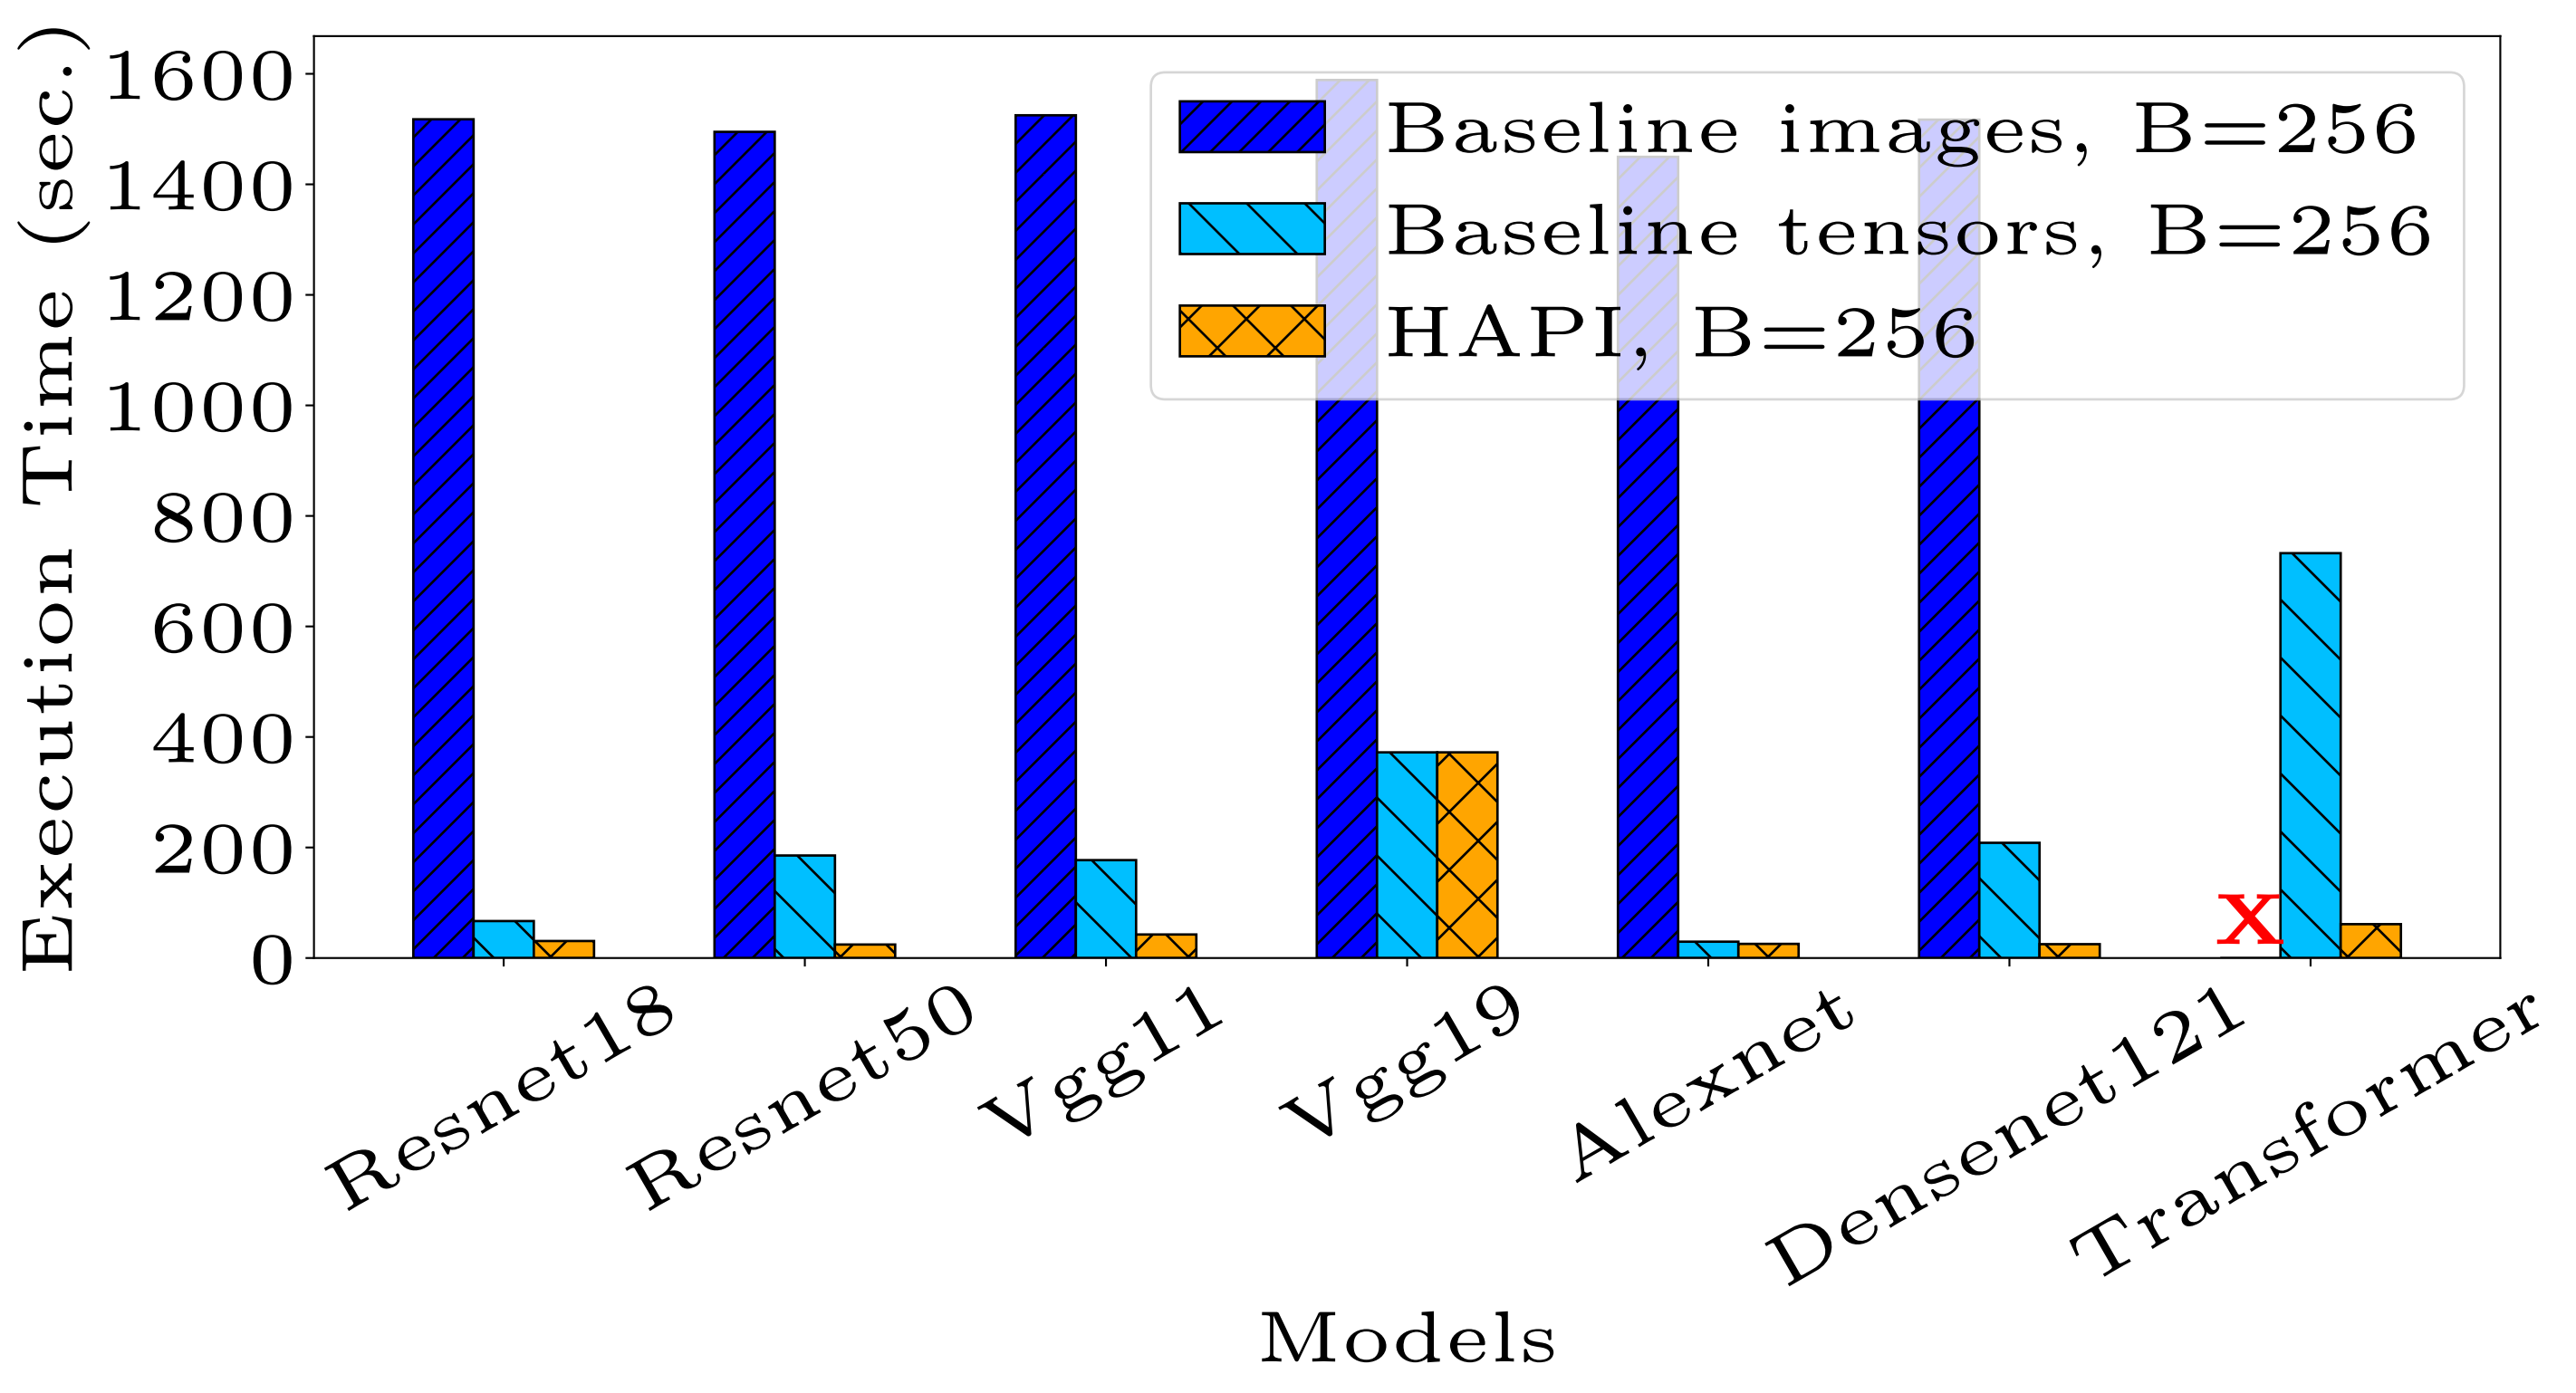 Execution Time (sec.)
1600
1400
1200
1000
800
600
400
200
0
Baseline images, B=256
Baseline tensors, B=256
HAPI, B=256
X
Resnet18
Resnet50
Vgg11
Vgg19
Alexnet
Densenet121
Transformer
Models